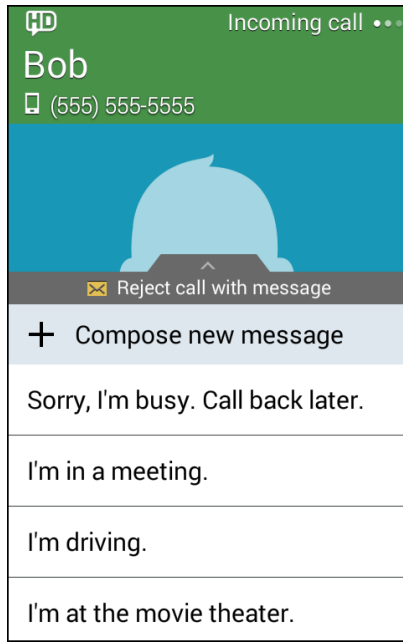 HD Incoming call
Bob
(555) 555-5555
Reject call with message
+ Compose new message
Sorry, I'm busy. Call back later.
I'm in a meeting.
I'm driving.
I'm at the movie theater.